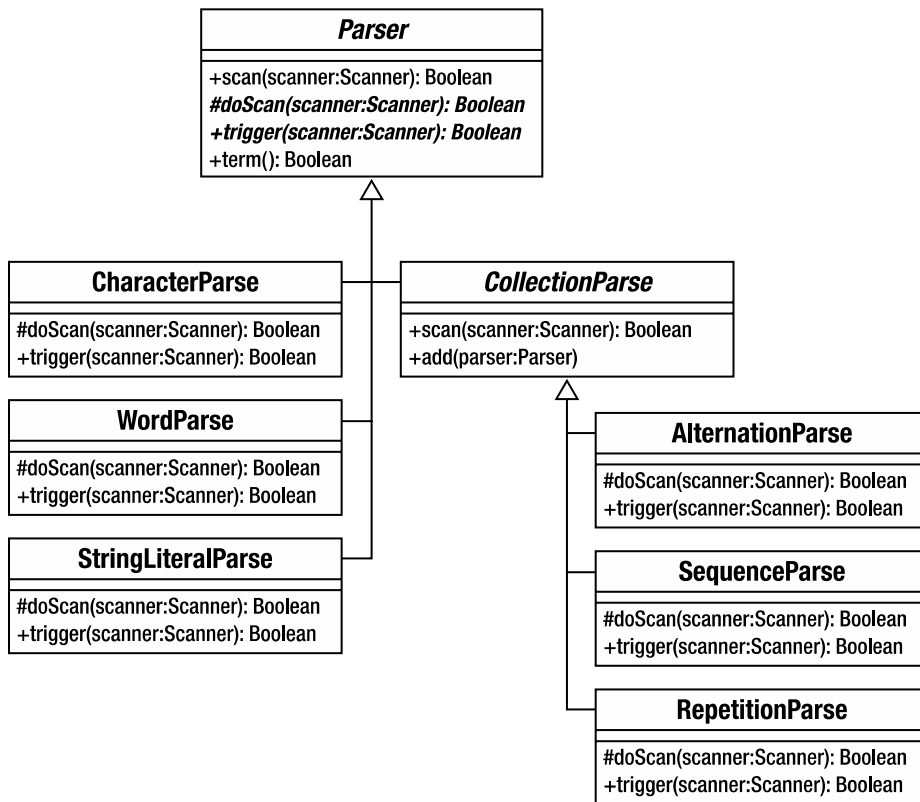 Parser
+scan(scanner:Scanner): Boolean
#doScan(scanner:Scanner): Boolean
+trigger(scanner:Scanner): Boolean
+term(): Boolean
CharacterParse
#doScan(scanner:Scanner): Boolean
+trigger(scanner:Scanner): Boolean
CollectionParse
+scan(scanner:Scanner): Boolean
+add(parser:Parser)
WordParse
#doScan(scanner:Scanner): Boolean
+trigger(scanner:Scanner): Boolean
AlternationParse
#doScan(scanner:Scanner): Boolean
+trigger(scanner:Scanner): Boolean
StringLiteralParse
#doScan(scanner:Scanner): Boolean
+trigger(scanner:Scanner): Boolean
SequenceParse
#doScan(scanner:Scanner): Boolean
+trigger(scanner:Scanner): Boolean
RepetitionParse
#doScan(scanner:Scanner): Boolean
+trigger(scanner:Scanner): Boolean